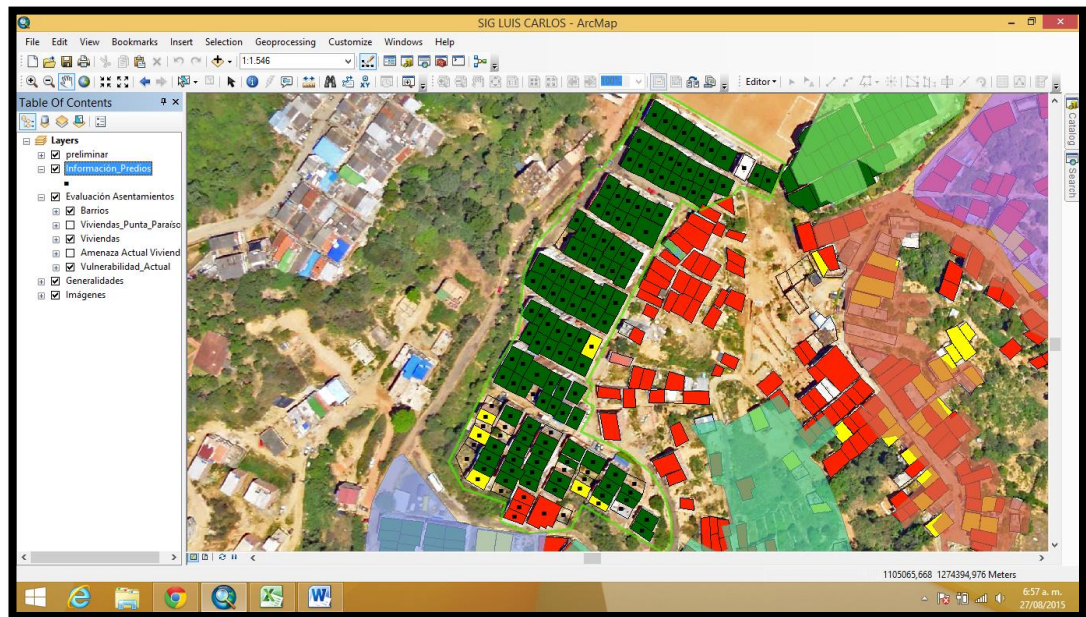 SIG LUIS CARLOS - ArcMap
File Edit View Bookmarks Insert Selection Geoprocessing Customize Windows Help
1:1.546
Editor
Table Of Contents
Layers
preliminar
Información_Predios
Evaluación Asentamientos
Barrios
Viviendas_Punta_Paraíso
Viviendas
Amenaza Actual Viviend
Vulnerabilidad_Actual
Generalidades
Imágenes
Catalog
Search
1105065,668 1274394,976 Meters
6:57 a. m.
27/08/2015